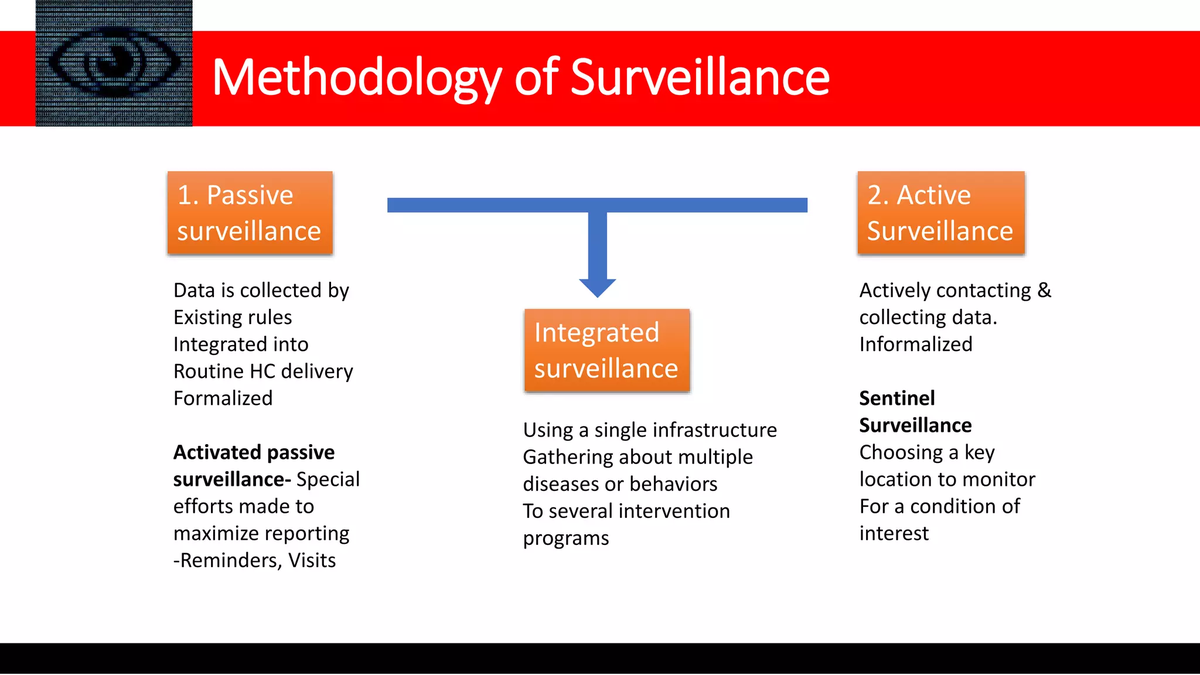 Methodology of Surveillance
1. Passive
surveillance
Data is collected by
Existing rules
Integrated into
Routine HC delivery
Formalized
Activated passive
surveillance- Special
efforts made to
maximize reporting
-Reminders, Visits
Integrated
surveillance
Using a single infrastructure
Gathering about multiple
diseases or behaviors
To several intervention
programs
2. Active
Surveillance
Actively contacting &
collecting data.
Informalized
Sentinel
Surveillance
Choosing a key
location to monitor
For a condition of
interest